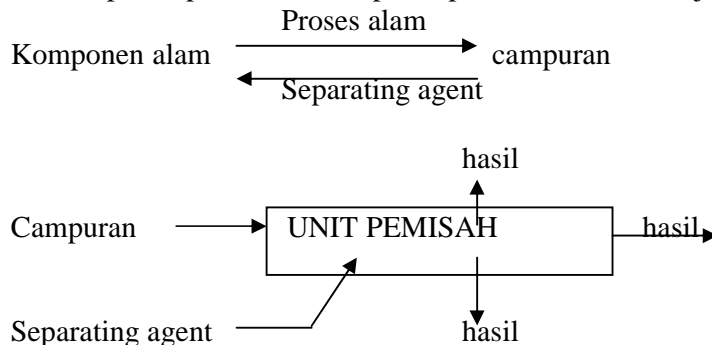 Proses alam
Komponen alam campuran
Separating agent
hasil
Campuran UNIT PEMISAH hasil
Separating agent hasil